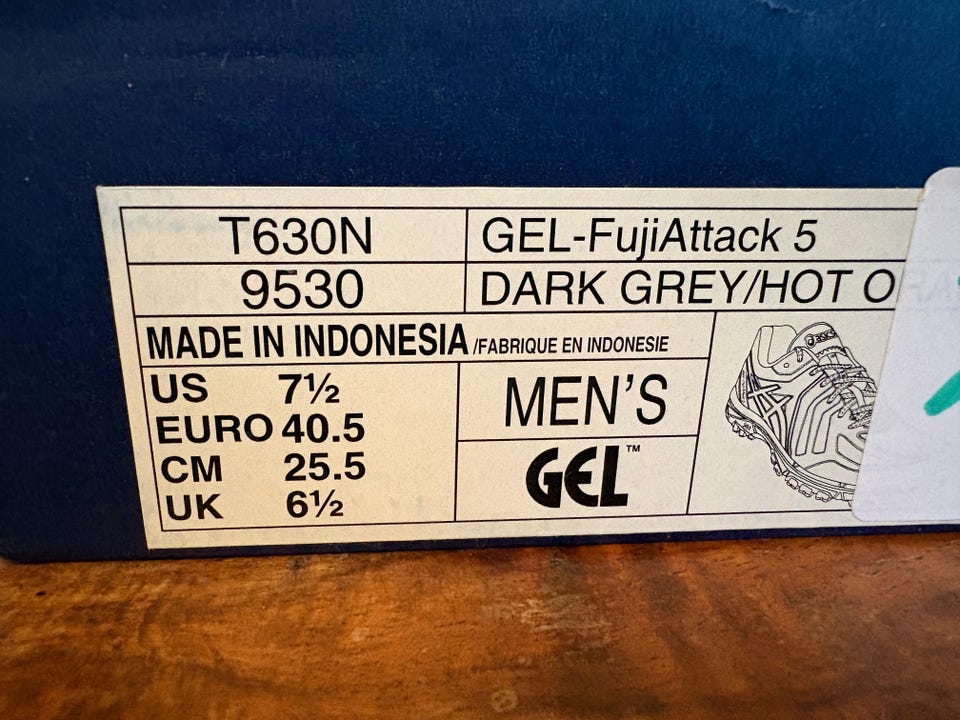 T630N
GEL-FujiAttack 5
9530
DARK GREY/HOT O
MADE IN INDONESIA /FABRIQUE EN INDONESIE
US 7½
EURO 40.5
CM 25.5
UK 6½
MEN'S
GEL™
asics